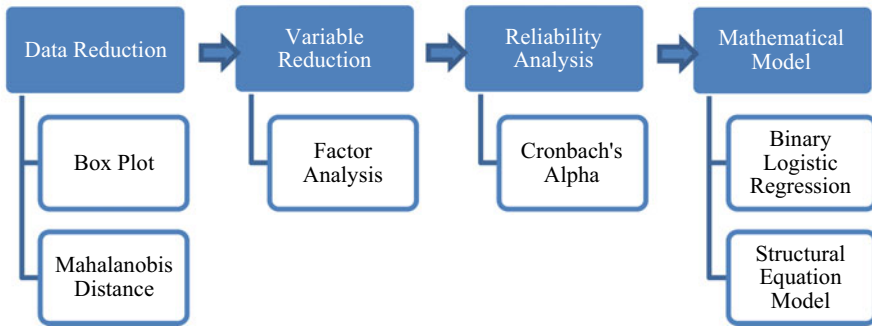 Data Reduction
Variable
Reduction
Reliability
Analysis
Mathematical
Model
Box Plot
Factor
Analysis
Cronbach's
Alpha
Binary
Logistic
Regression
Mahalanobis
Distance
Structural
Equation
Model